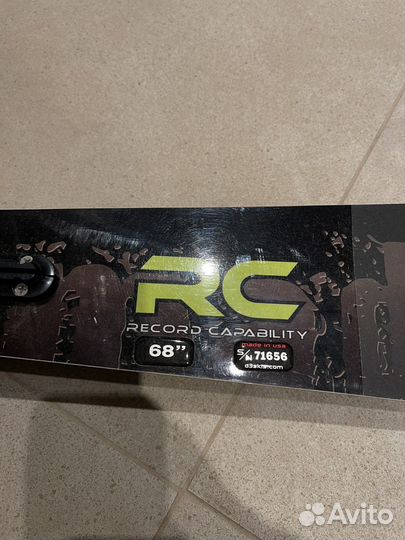 RC
RECORD CAPABILITY
68”
made in usa
S/N 71656
d3skis.com
Avito